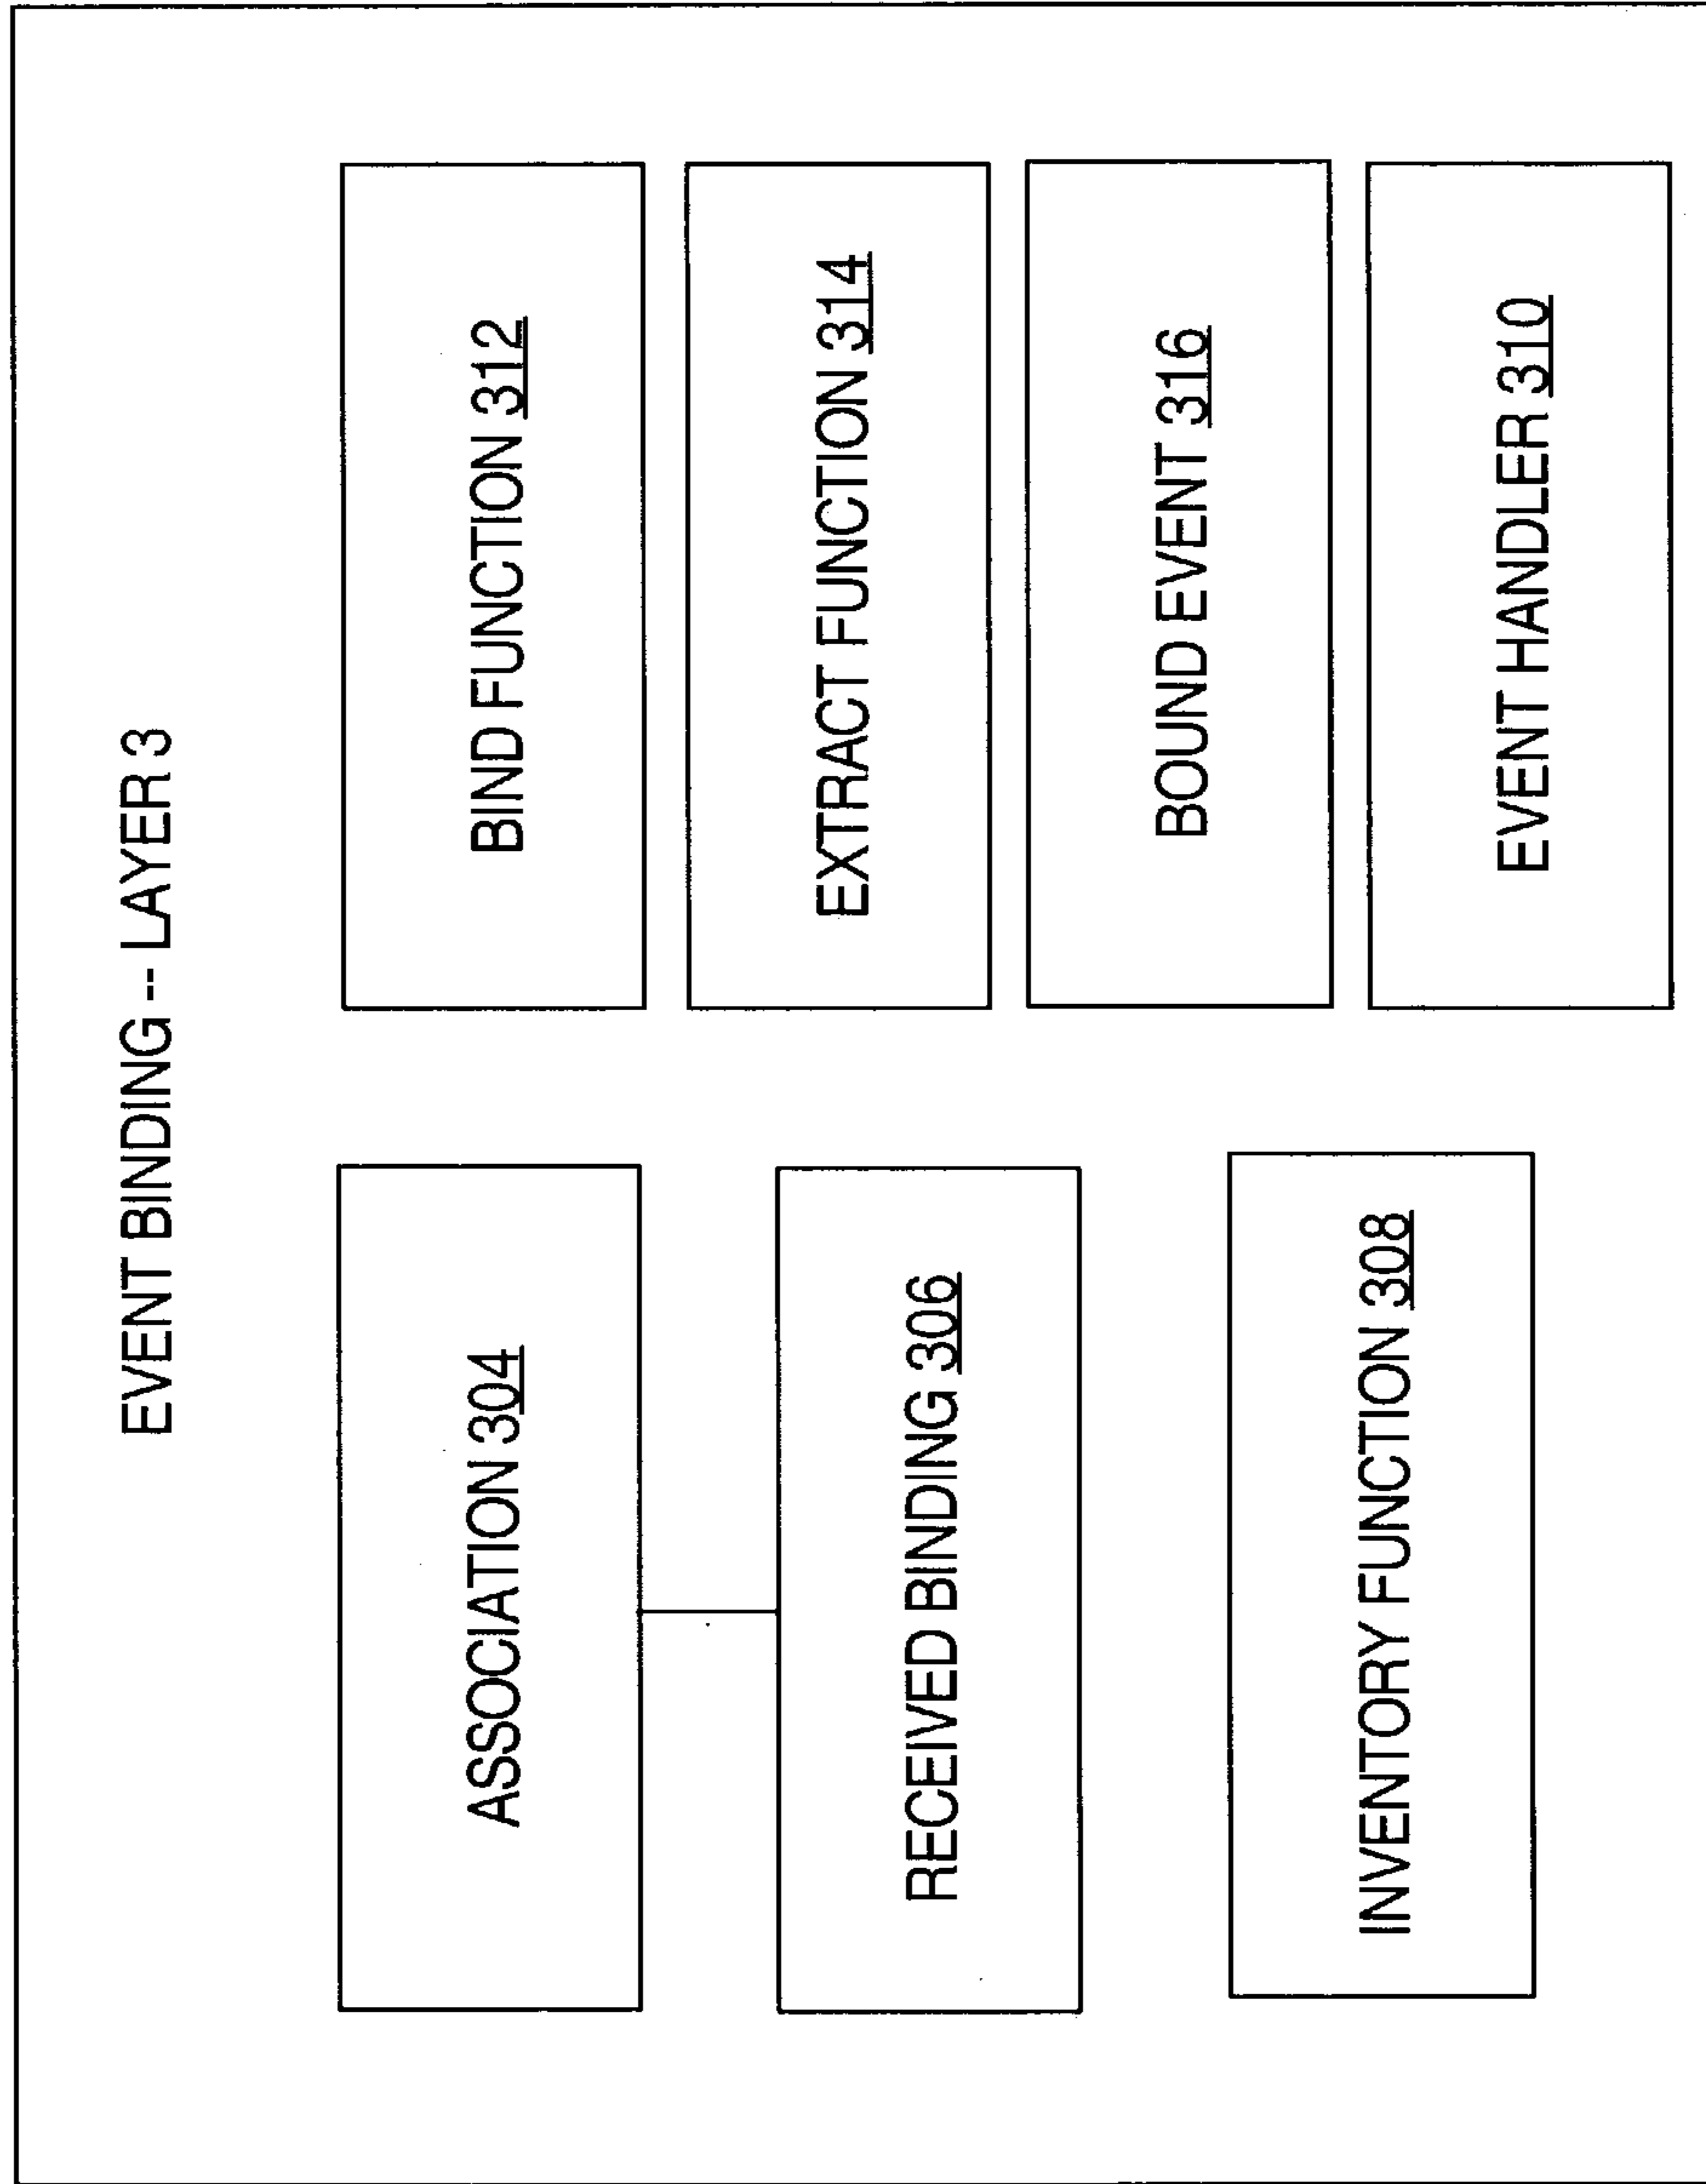 EVENT BINDING -- LAYER 3
ASSOCIATION 304
RECEIVED BINDING 306
INVENTORY FUNCTION 308
BIND FUNCTION 312
EXTRACT FUNCTION 314
BOUND EVENT 316
EVENT HANDLER 310